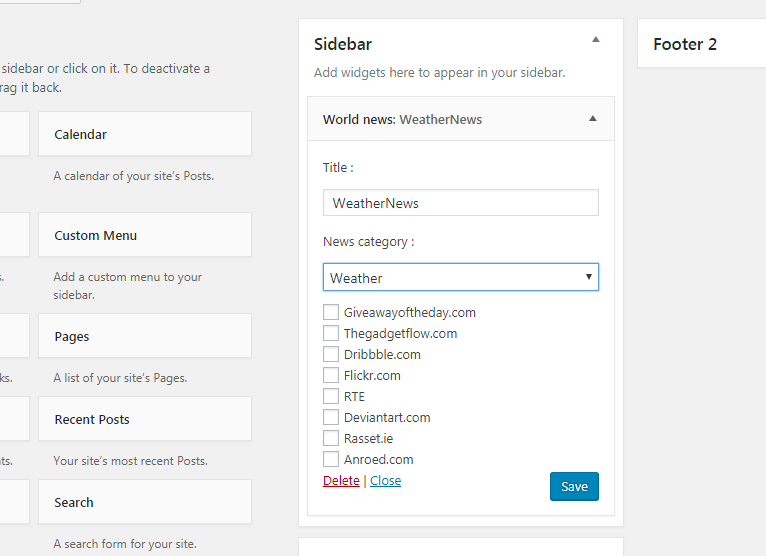 sidebar or click on it. To deactivate a
rag it back.
Calendar
A calendar of your site's Posts.
s.
Custom Menu
Add a custom menu to your
sidebar.
Pages
ks.
A list of your site's Pages.
Recent Posts
ts.
Your site's most recent Posts.
Search
A search form for your site.
Sidebar
Add widgets here to appear in your sidebar.
World news: WeatherNews
Title :
WeatherNews
News category :
Weather
Giveawayoftheday.com
Thegadgetflow.com
Dribbble.com
Flickr.com
RTE
Deviantart.com
Rasset.ie
Anroed.com
Delete | Close
Save
Footer 2